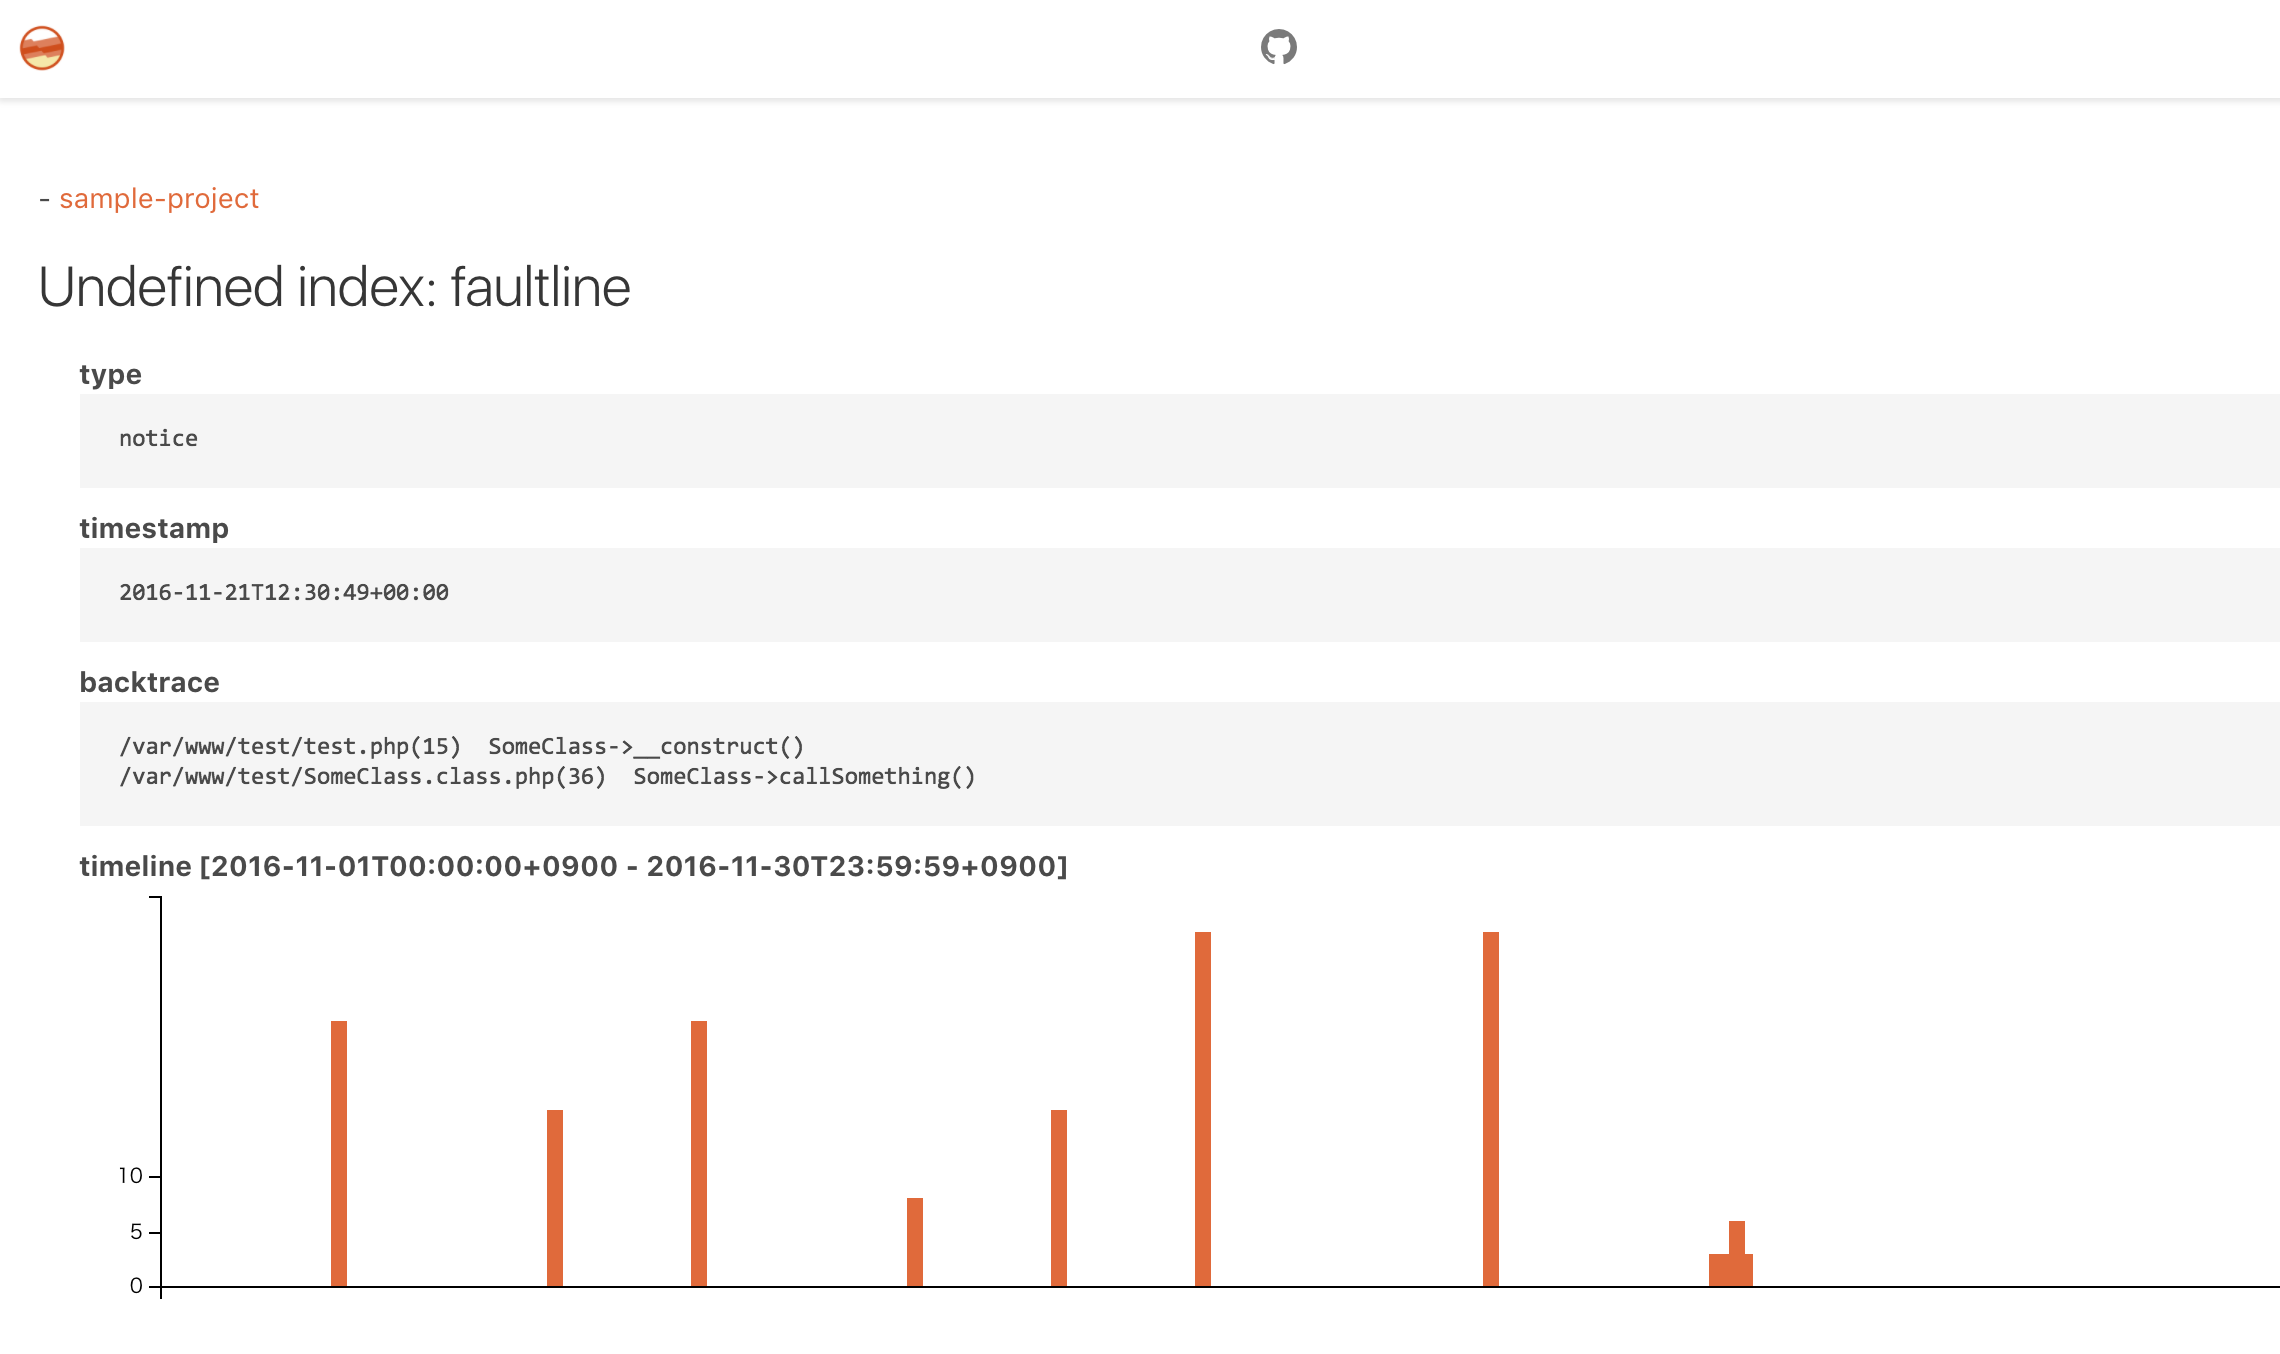 - sample-project
Undefined index: faultline
type
notice
timestamp
2016-11-21T12:30:49+00:00
backtrace
/var/www/test/test.php(15)  SomeClass->__construct()
/var/www/test/SomeClass.class.php(36)  SomeClass->callSomething()
timeline [2016-11-01T00:00:00+0900 - 2016-11-30T23:59:59+0900]
10
5
0